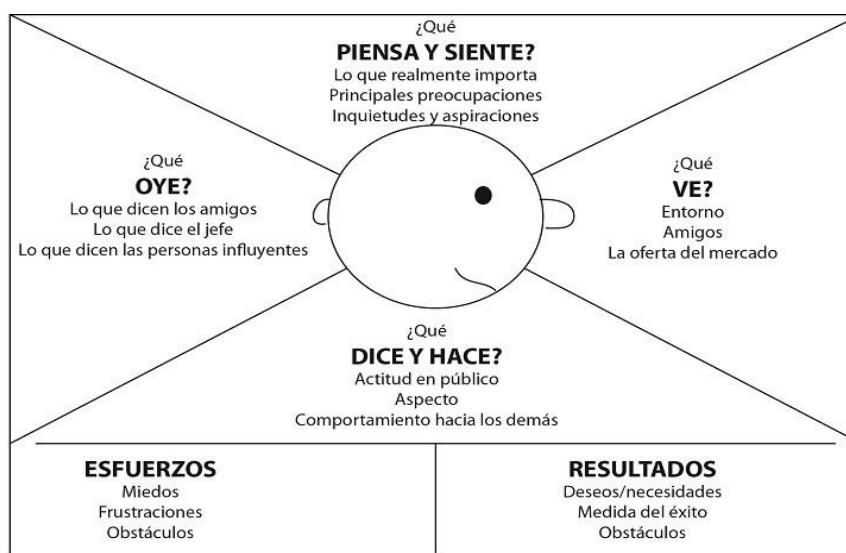 ¿Qué
PIENSA Y SIENTE?
Lo que realmente importa
Principales preocupaciones
Inquietudes y aspiraciones
¿Qué
OYE?
Lo que dicen los amigos
Lo que dice el jefe
Lo que dicen las personas influyentes
¿Qué
VE?
Entorno
Amigos
La oferta del mercado
¿Qué
DICE Y HACE?
Actitud en público
Aspecto
Comportamiento hacia los demás
ESFUERZOS
Miedos
Frustraciones
Obstáculos
RESULTADOS
Deseos/necesidades
Medida del éxito
Obstáculos